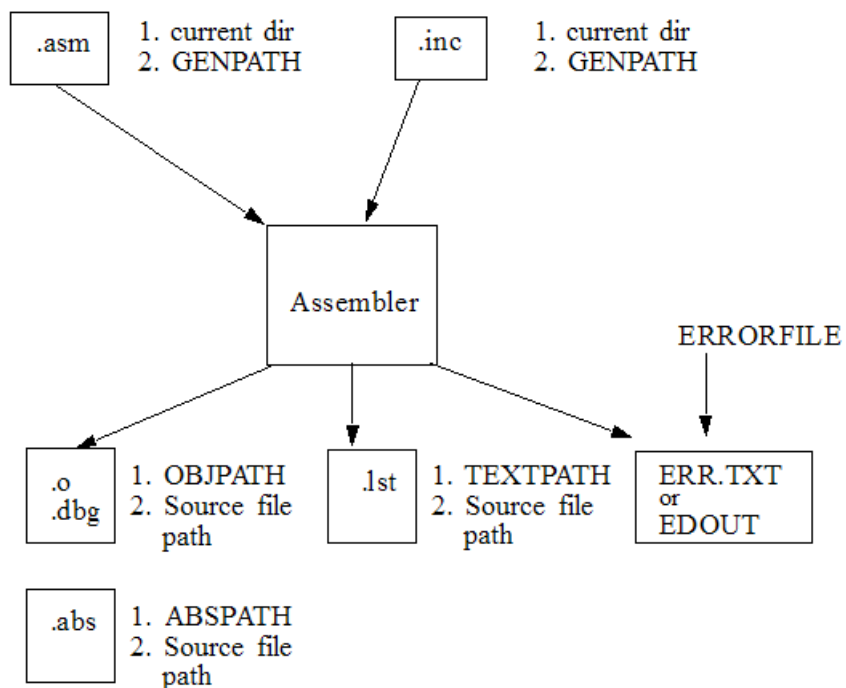 .asm
1. current dir
2. GENPATH
.inc
1. current dir
2. GENPATH
Assembler
ERRORFILE
.o
.dbg
1. OBJPATH
2. Source file
path
.lst
1. TEXTPATH
2. Source file
path
ERR.TXT
or
EDOUT
.abs
1. ABSPATH
2. Source file
path